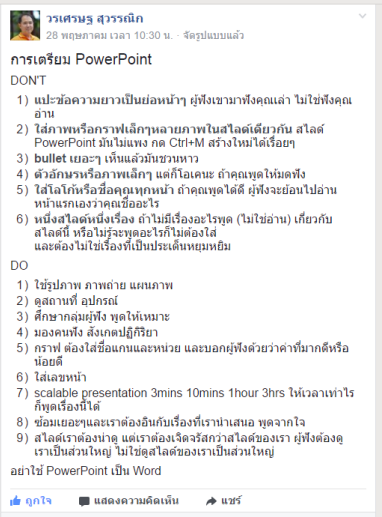 วรเศรษฐ สุวรรณิก
28 พฤษภาคม เวลา 10:30 น. · จัดรูปแบบแล้ว
การเตรียม PowerPoint
DON'T
1) แปะข้อความยาวเป็นย่อหน้าๆ ผู้ฟังเขามาฟังคุณเล่า ไม่ใช่ฟังคุณ
อ่าน
2) ใส่ภาพหรือกราฟเล็กๆหลายภาพในสไลด์เดียวกัน สไลด์
PowerPoint มันไม่แพง กด Ctrl+M สร้างใหม่ได้เรื่อยๆ
3) bullet เยอะๆ เห็นแล้วมันชวนหาว
4) ตัวอักษรหรือภาพเล็กๆ แต่ก็โอเคนะ ถ้าคุณพูดให้มดฟัง
5) ใส่โลโก้หรือชื่อคุณทุกหน้า ถ้าคุณพูดได้ดี ผู้ฟังจะย้อนไปอ่าน
หน้าแรกเองว่าคุณชื่ออะไร
6) หนึ่งสไลด์หนึ่งเรื่อง ถ้าไม่มีเรื่องอะไรพูด (ไม่ใช่อ่าน) เกี่ยวกับ
สไลด์นี้ หรือไม่รู้จะพูดอะไรก็ไม่ต้องใส่
และต้องไม่ใช่เรื่องที่เป็นประเด็นหยุมหยิม
DO
1) ใช้รูปภาพ ภาพถ่าย แผนภาพ
2) ดูสถานที่ อุปกรณ์
3) ศึกษากลุ่มผู้ฟัง พูดให้เหมาะ
4) มองคนฟัง สังเกตปฏิกิริยา
5) กราฟ ต้องใส่ชื่อแกนและหน่วย และบอกผู้ฟังด้วยว่าค่าที่มากดีหรือ
น้อยดี
6) ใส่เลขหน้า
7) scalable presentation 3mins 10mins 1hour 3hrs ให้เวลาเท่าไร
ก็พูดเรื่องนี้ได้
8) ซ้อมเยอะๆและเราต้องอินกับเรื่องที่เรานำเสนอ พูดจากใจ
9) สไลด์เราต้องน่าดู แต่เราต้องเจิดจรัสกว่าสไลด์ของเรา ผู้ฟังต้องดู
เราเป็นส่วนใหญ่ ไม่ใช่ดูสไลด์ของเราเป็นส่วนใหญ่
อย่าใช้ PowerPoint เป็น Word
ถูกใจ แสดงความคิดเห็น แชร์